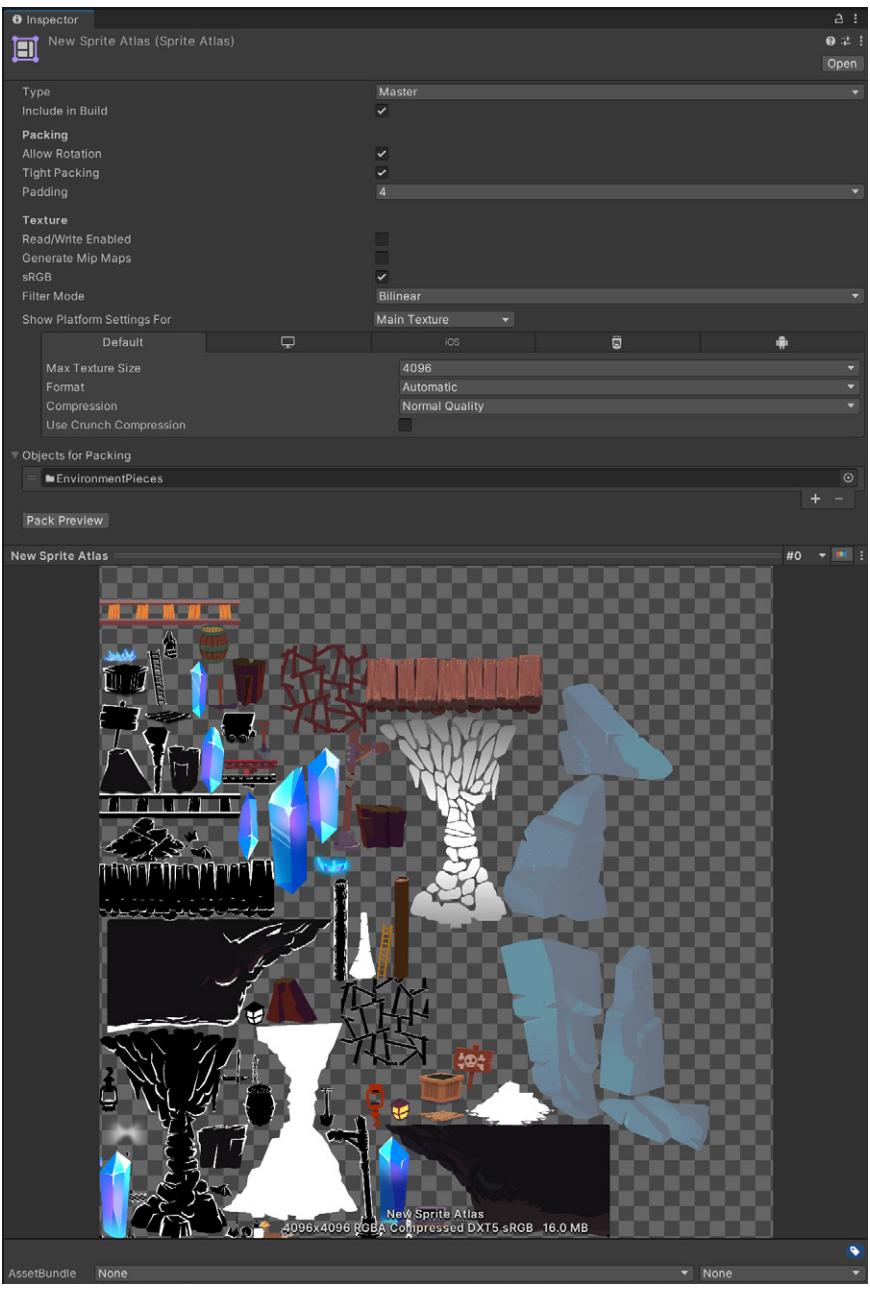 Inspector
New Sprite Atlas (Sprite Atlas)
Open
Type Master
Include in Build
Packing
Allow Rotation
Tight Packing
Padding 4
Texture
Read/Write Enabled
Generate Mip Maps
sRGB
Filter Mode Bilinear
Show Platform Settings For Main Texture
Default iOS
Max Texture Size 4096
Format Automatic
Compression Normal Quality
Use Crunch Compression
Objects for Packing
EnvironmentPieces
+ −
Pack Preview
New Sprite Atlas #0
New Sprite Atlas
4096x4096 RGBA Compressed DXT5 sRGB 16.0 MB
AssetBundle None None